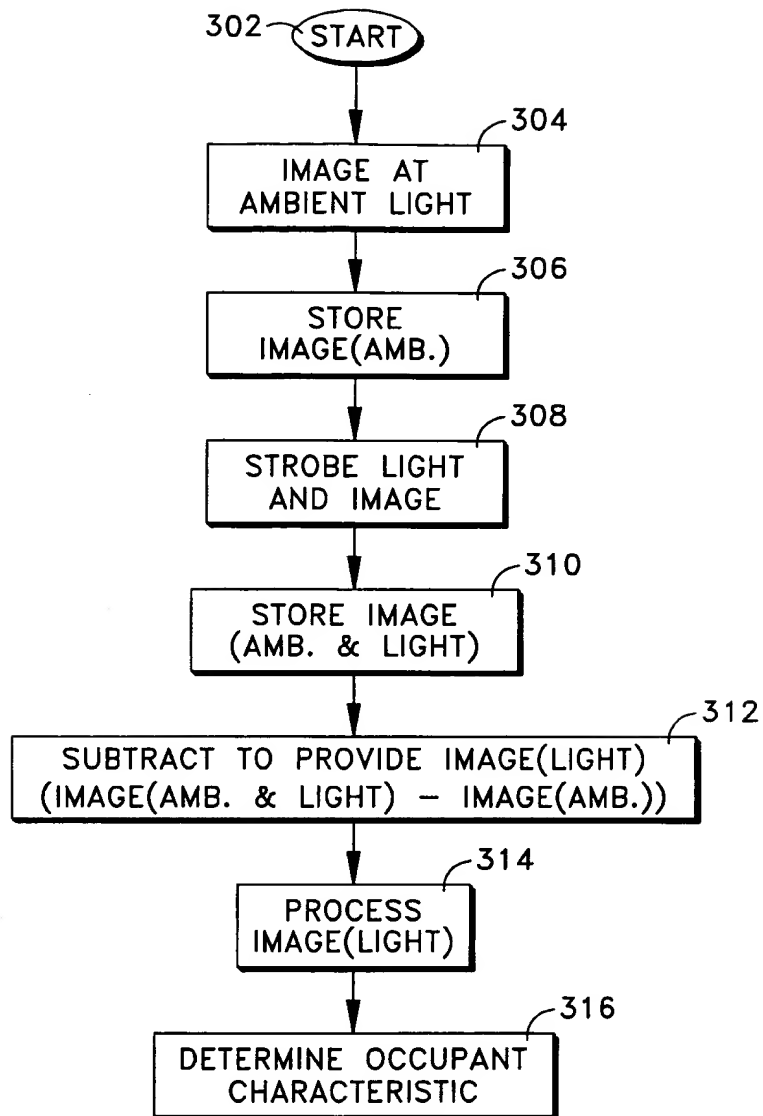 302
START
304
IMAGE AT
AMBIENT LIGHT
306
STORE
IMAGE(AMB.)
308
STROBE LIGHT
AND IMAGE
310
STORE IMAGE
(AMB. & LIGHT)
312
SUBTRACT TO PROVIDE IMAGE(LIGHT)
(IMAGE(AMB. & LIGHT) – IMAGE(AMB.))
314
PROCESS
IMAGE(LIGHT)
316
DETERMINE OCCUPANT
CHARACTERISTIC